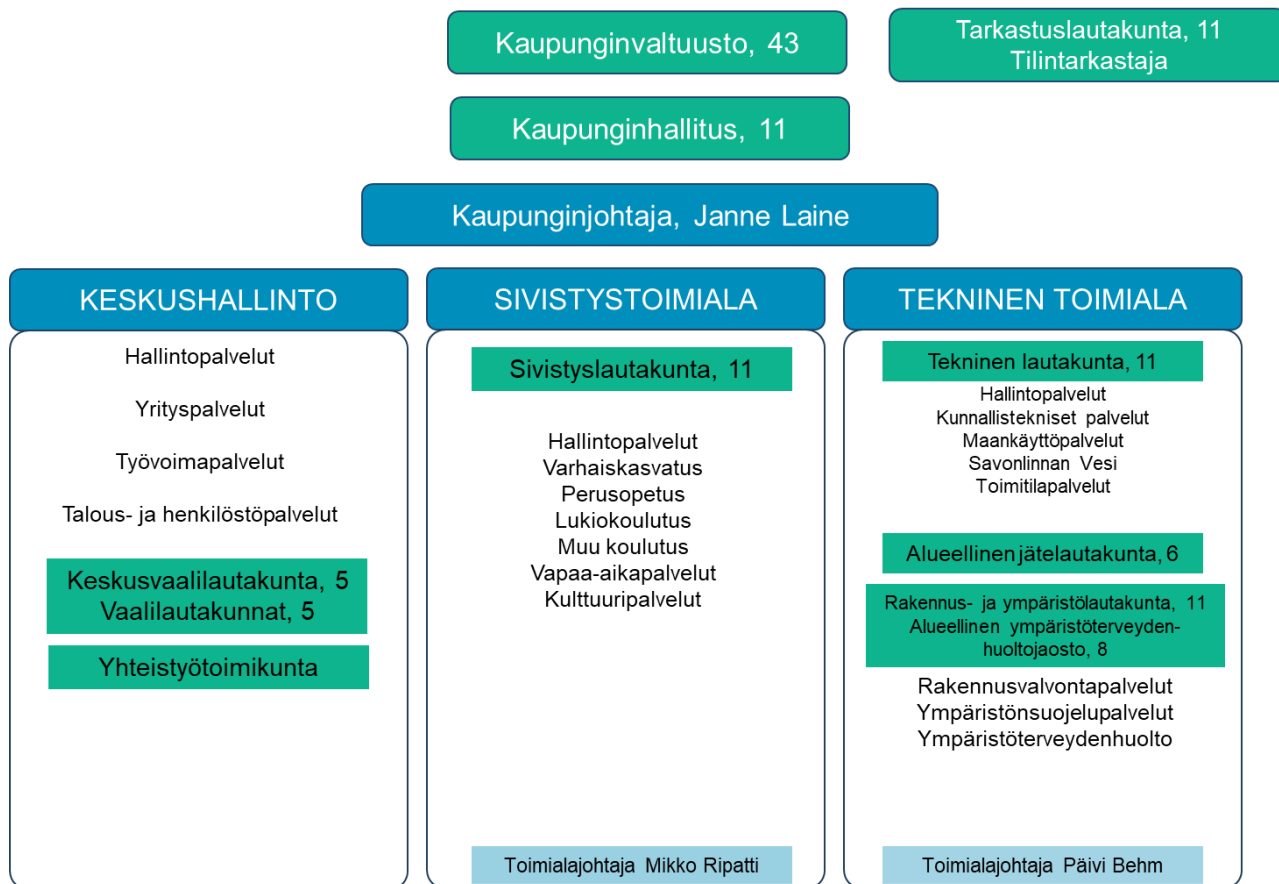 Kaupunginvaltuusto, 43
Tarkastuslautakunta, 11
Tilintarkastaja
Kaupunginhallitus, 11
Kaupunginjohtaja, Janne Laine
KESKUSHALLINTO
Hallintopalvelut
Yrityspalvelut
Työvoimapalvelut
Talous- ja henkilöstöpalvelut
Keskusvaalilautakunta, 5
Vaalilautakunnat, 5
Yhteistyötoimikunta
SIVISTYSTOIMIALA
Sivistyslautakunta, 11
Hallintopalvelut
Varhaiskasvatus
Perusopetus
Lukiokoulutus
Muu koulutus
Vapaa-aikapalvelut
Kulttuuripalvelut
Toimialajohtaja Mikko Ripatti
TEKNINEN TOIMIALA
Tekninen lautakunta, 11
Hallintopalvelut
Kunnallistekniset palvelut
Maankäyttöpalvelut
Savonlinnan Vesi
Toimitilapalvelut
Alueellinen jätelautakunta, 6
Rakennus- ja ympäristölautakunta, 11
Alueellinen ympäristöterveyden-
huoltojaosto, 8
Rakennusvalvontapalvelut
Ympäristönsuojelupalvelut
Ympäristöterveydenhuolto
Toimialajohtaja Päivi Behm